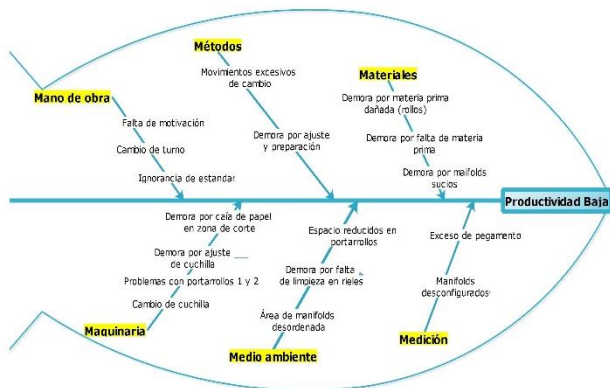 Métodos
Movimientos excesivos
de cambio
Demora por ajuste
y preparación
Materiales
Demora por materia prima
dañada (rollos)
Demora por falta de materia
prima
Demora por maifolds
sucios
Mano de obra
Falta de motivación
Cambio de turno
Ignorancia de estandar
Productividad Baja
Demora por caía de papel
en zona de corte
Demora por ajuste
de cuchilla
Problemas con portarrollos 1 y 2
Cambio de cuchilla
Maquinaria
Espacio reducidos en
portarrollos
Demora por falta
de limpieza en rieles
Área de manifolds
desordenada
Medio ambiente
Exceso de pegamento
Manifolds
desconfigurados
Medición